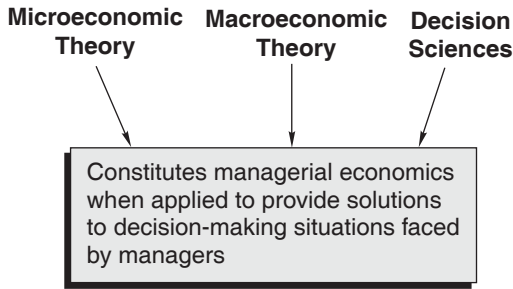 Microeconomic
Theory
Macroeconomic
Theory
Decision
Sciences
Constitutes managerial economics
when applied to provide solutions
to decision-making situations faced
by managers